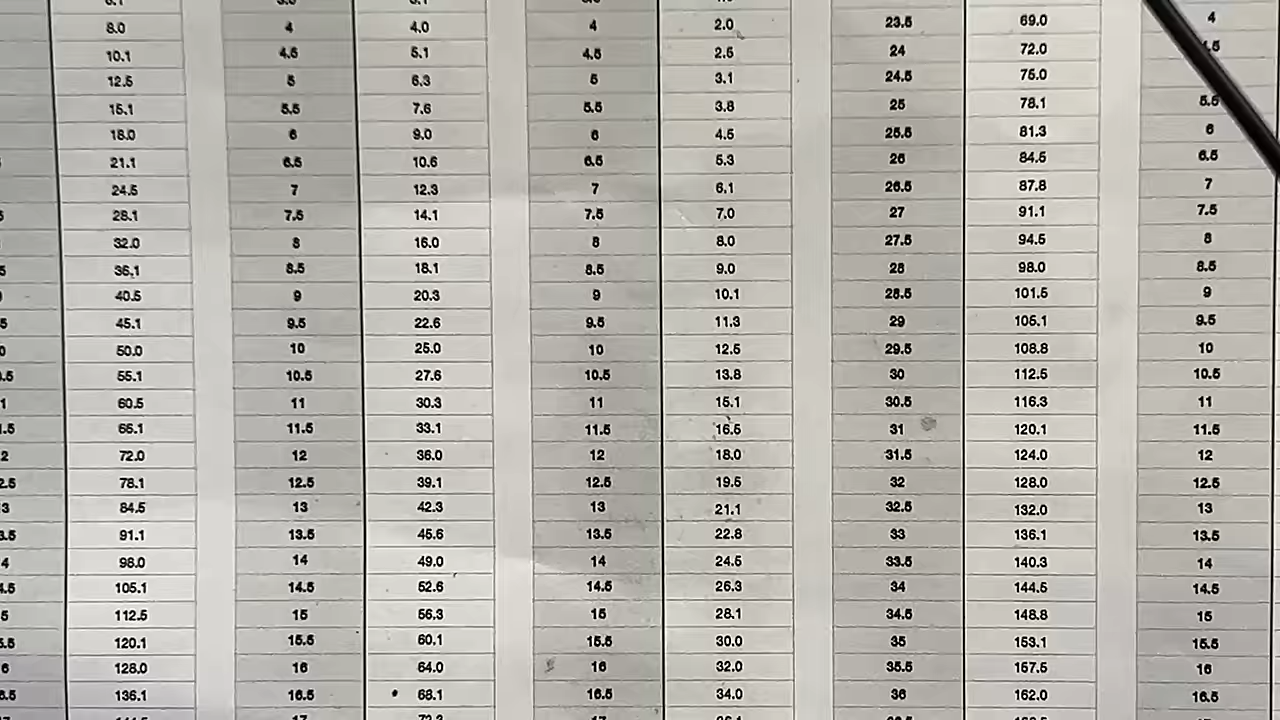 8.0 4 4.0 4 2.0 23.5 69.0 4
10.1 4.5 5.1 4.5 2.5 24 72.0
12.5 5 6.3 5 3.1 24.5 75.0
15.1 5.5 7.6 5.5 3.8 25 78.1 5.5
18.0 6 9.0 6 4.5 25.5 81.3 6
21.1 6.5 10.6 6.5 5.3 26 84.5 6.5
24.5 7 12.3 7 6.1 26.5 87.8 7
28.1 7.5 14.1 7.5 7.0 27 91.1 7.5
32.0 8 16.0 8 8.0 27.5 94.5 8
36.1 8.5 18.1 8.5 9.0 28 98.0 8.5
40.5 9 20.3 9 10.1 28.5 101.5 9
45.1 9.5 22.6 9.5 11.3 29 105.1 9.5
50.0 10 25.0 10 12.5 29.5 108.8 10
55.1 10.5 27.6 10.5 13.8 30 112.5 10.5
60.5 11 30.3 11 15.1 30.5 116.3 11
65.1 11.5 33.1 11.5 16.5 31 120.1 11.5
72.0 12 36.0 12 18.0 31.5 124.0 12
78.1 12.5 39.1 12.5 19.5 32 128.0 12.5
84.5 13 42.3 13 21.1 32.5 132.0 13
91.1 13.5 45.6 13.5 22.8 33 136.1 13.5
98.0 14 49.0 14 24.5 33.5 140.3 14
105.1 14.5 52.6 14.5 26.3 34 144.5 14.5
112.5 15 56.3 15 28.1 34.5 148.8 15
120.1 15.5 60.1 15.5 30.0 35 153.1 15.5
128.0 16 64.0 16 32.0 35.5 157.5 16
136.1 16.5 68.1 16.5 34.0 36 162.0 16.5